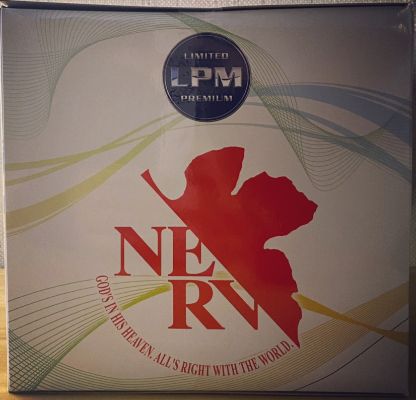 LIMITED
LPM
PREMIUM
NERV
GOD'S IN HIS HEAVEN. ALL'S RIGHT WITH THE WORLD.